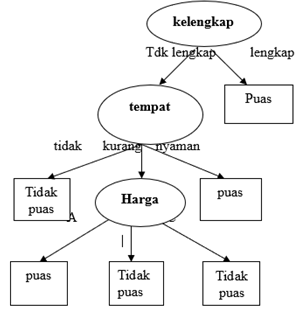 kelengkap
Tdk lengkap lengkap
tempat
Puas
tidak kurang nyaman
Tidak
puas
Harga
puas
A
puas
Tidak
puas
Tidak
puas